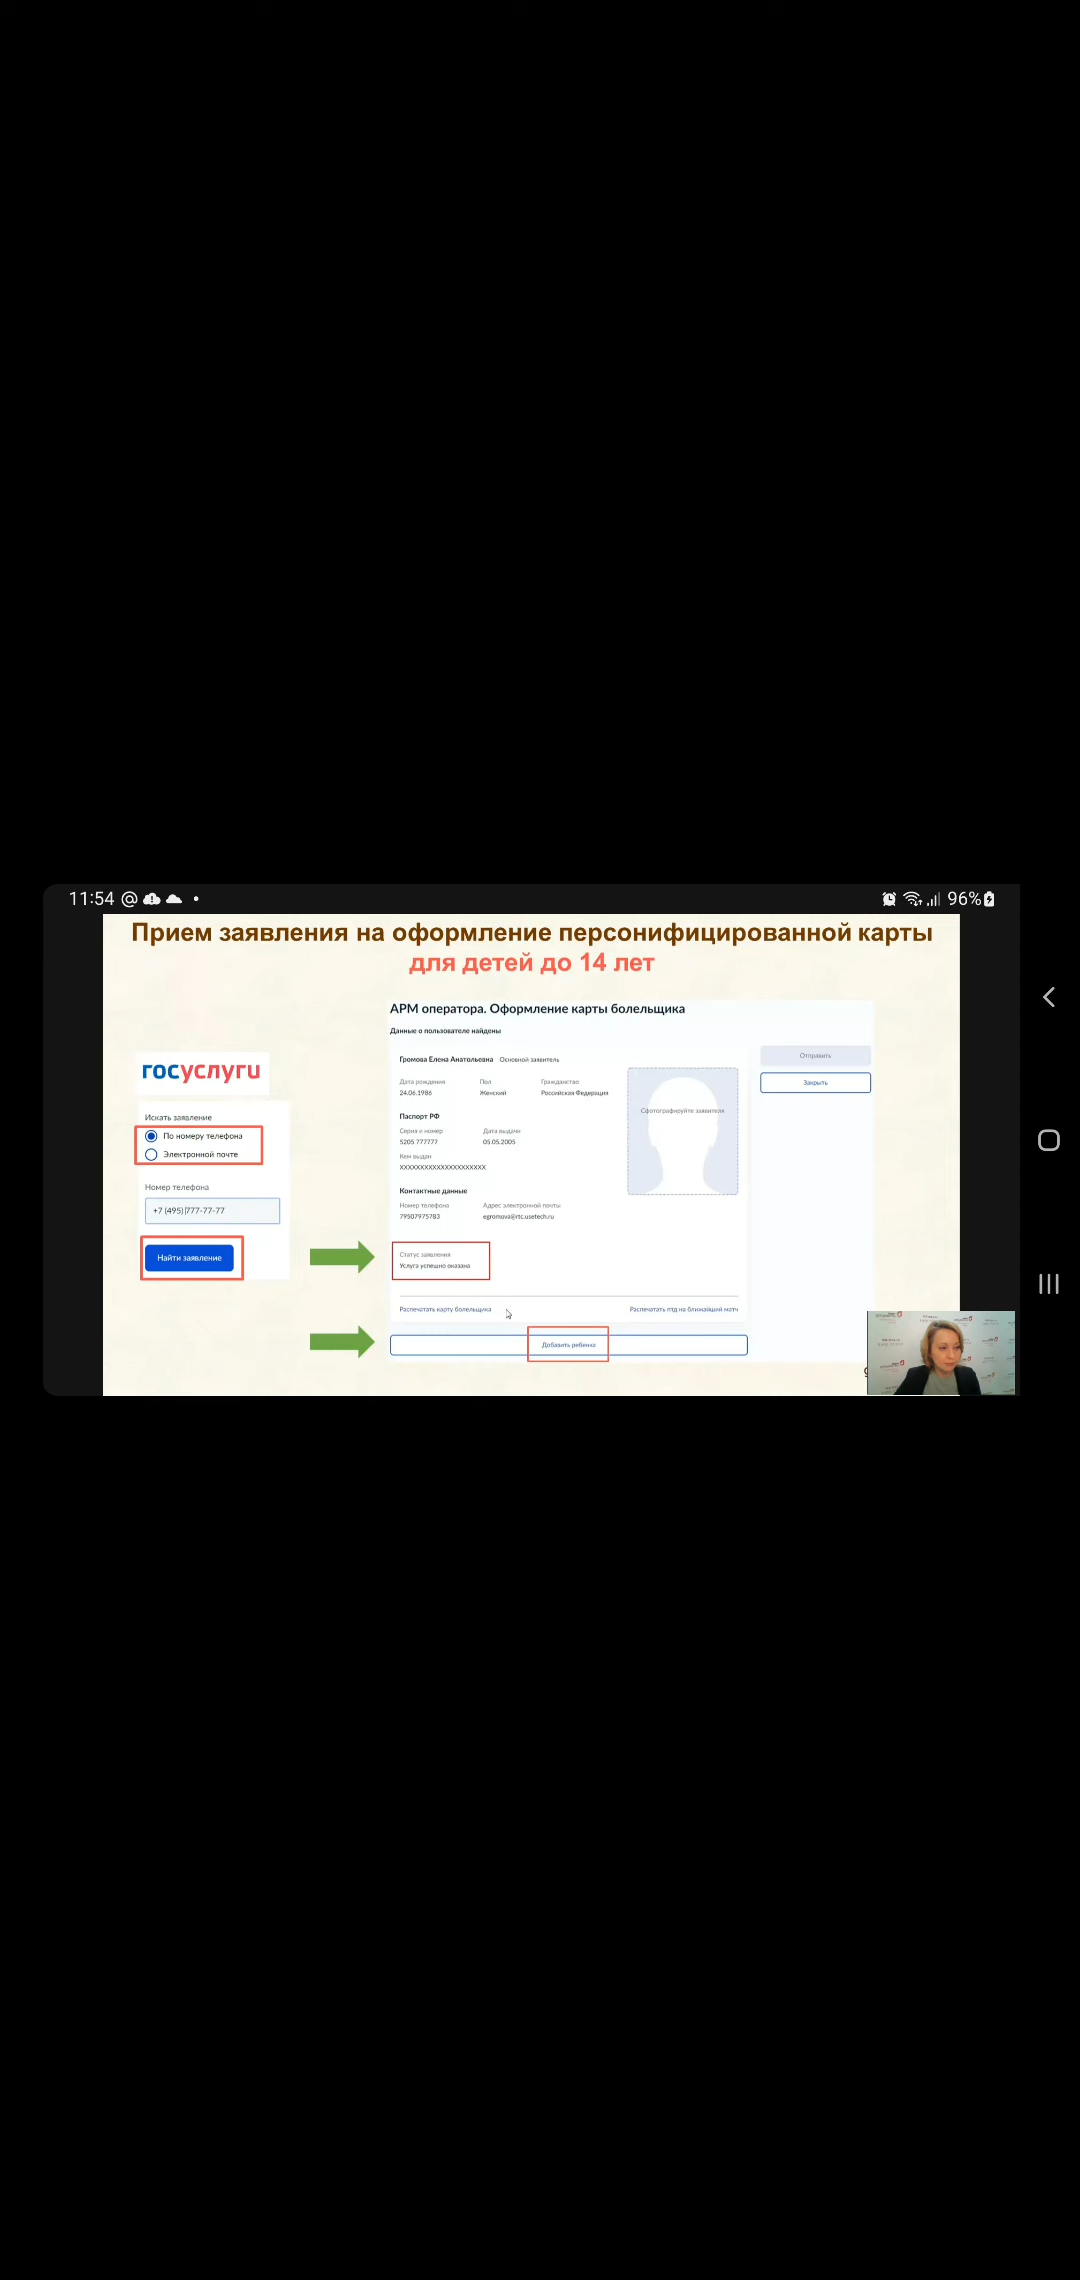 11:54
96%
Прием заявления на оформление персонифицированной карты
для детей до 14 лет
госуслуги
Искать заявление
По номеру телефона
Электронной почте
Номер телефона
+7 (495) 777-77-77
Найти заявление
АРМ оператора. Оформление карты болельщика
Данные о пользователе найдены
Громова Елена Анатольевна Основной заявитель
Дата рождения Пол Гражданство
24.06.1986 Женский Российская Федерация
Паспорт РФ
Серия и номер Дата выдачи
5205 777777 05.05.2005
Кем выдан
XXXXXXXXXXXXXXXXXXXXXX
Контактные данные
Номер телефона Адрес электронной почты
79507975783 egromova@rtc.usetech.ru
Статус заявления
Услуга успешно оказана
Распечатать карту болельщика Распечатать птд на ближайший матч
Добавить ребенка
Сфотографируйте заявителя
Отправить
Закрыть